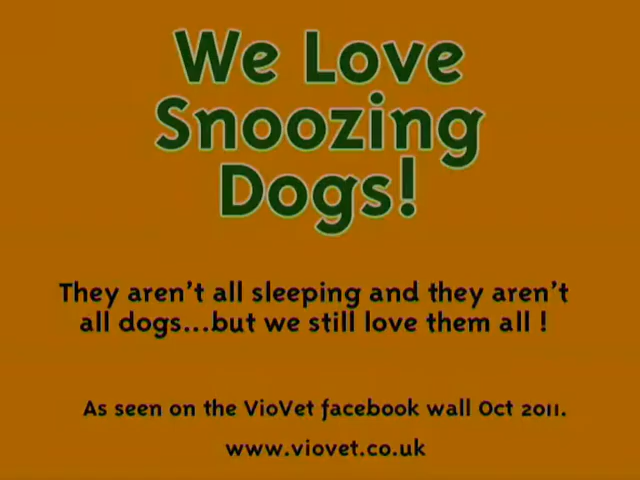 We Love
Snoozing
Dogs!
They aren't all sleeping and they aren't
all dogs...but we still love them all !
As seen on the VioVet facebook wall Oct 2011.
www.viovet.co.uk